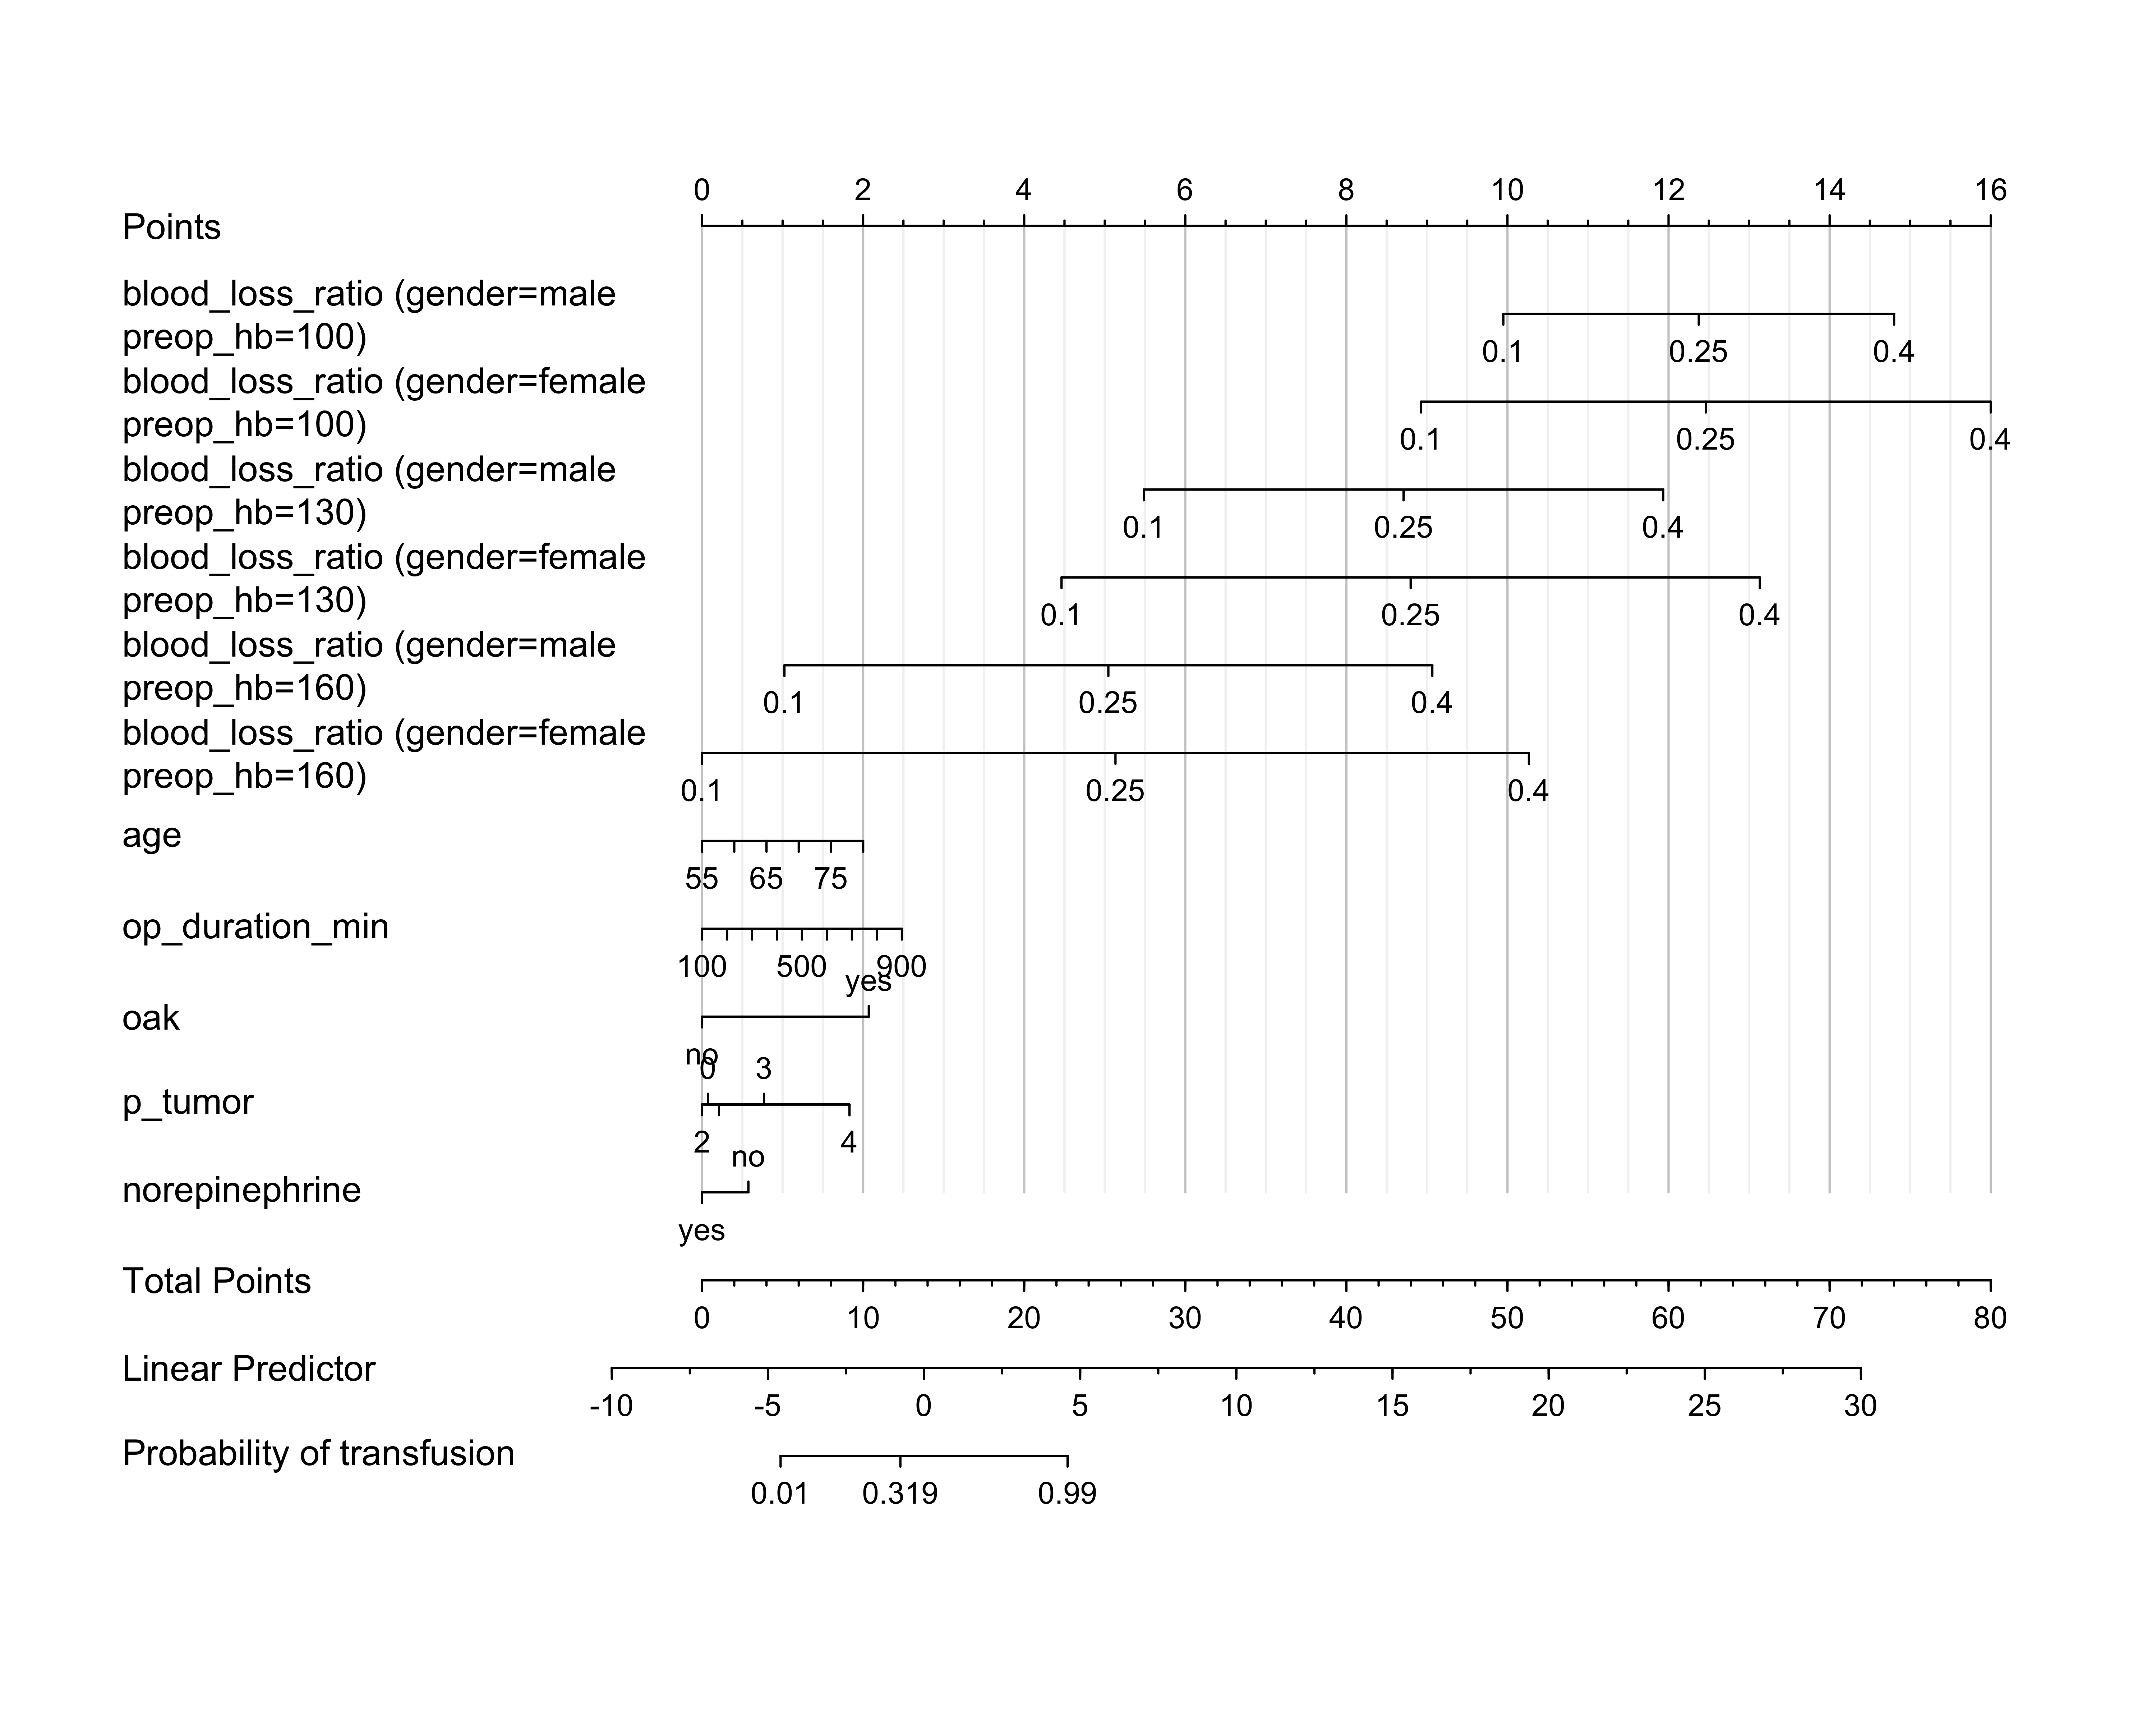 0 2 4 6 8 10 12 14 16
Points
blood_loss_ratio (gender=male
preop_hb=100)
0.1 0.25 0.4
blood_loss_ratio (gender=female
preop_hb=100)
0.1 0.25 0.4
blood_loss_ratio (gender=male
preop_hb=130)
0.1 0.25 0.4
blood_loss_ratio (gender=female
preop_hb=130)
0.1 0.25 0.4
blood_loss_ratio (gender=male
preop_hb=160)
0.1 0.25 0.4
blood_loss_ratio (gender=female
preop_hb=160)
0.1 0.25 0.4
age
55 65 75
op_duration_min
100 500 900
yes
oak
no
0 3
p_tumor
2 4
no
norepinephrine
yes
Total Points
0 10 20 30 40 50 60 70 80
Linear Predictor
-10 -5 0 5 10 15 20 25 30
Probability of transfusion
0.01 0.319 0.99